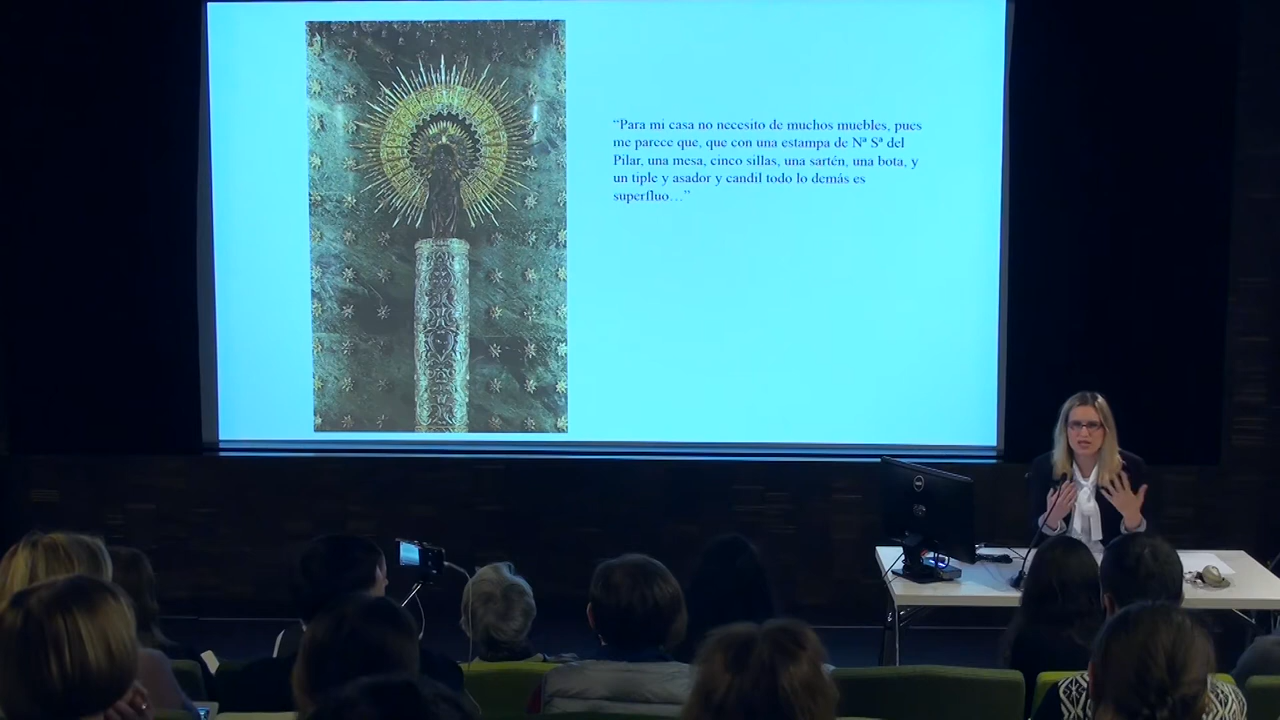 “Para mi casa no necesito de muchos muebles, pues
me parece que, que con una estampa de Nª Sª del
Pilar, una mesa, cinco sillas, una sartén, una bota, y
un tiple y asador y candil todo lo demás es
superfluo…”